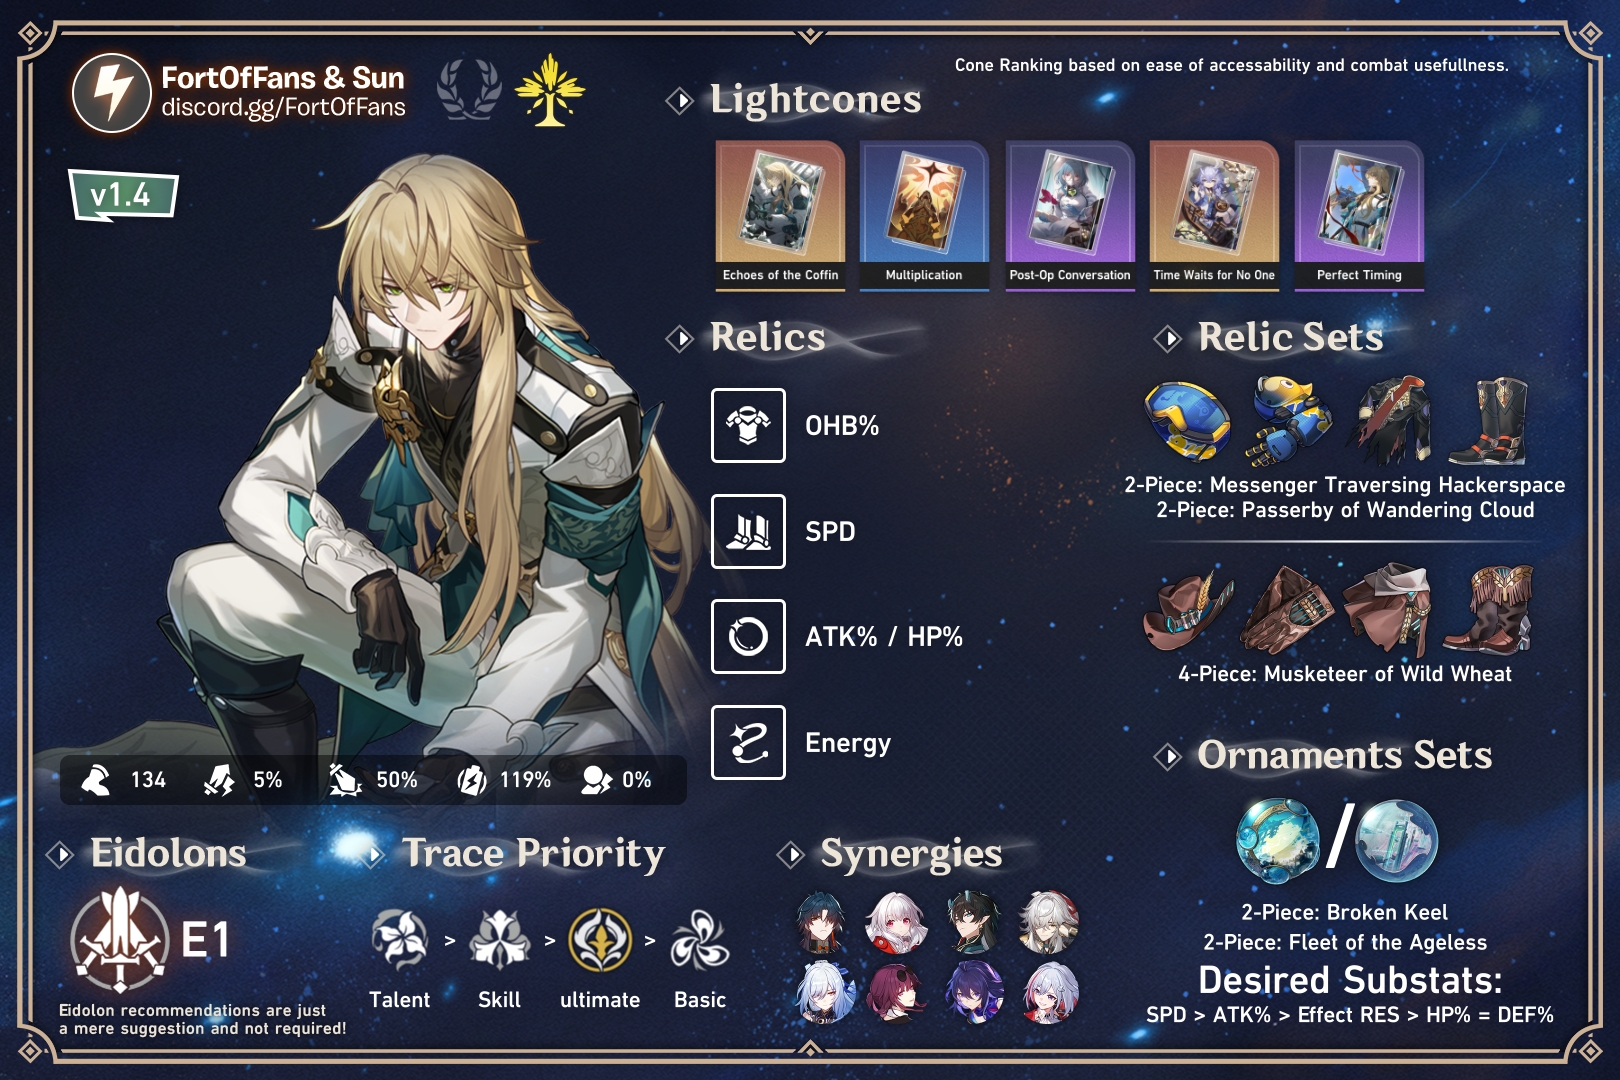 FortOfFans & Sun
discord.gg/FortOfFans
v1.4
Cone Ranking based on ease of accessability and combat usefullness.
Lightcones
Echoes of the Coffin
Multiplication
Post-Op Conversation
Time Waits for No One
Perfect Timing
Relics
OHB%
SPD
ATK% / HP%
Energy
Relic Sets
2-Piece: Messenger Traversing Hackerspace
2-Piece: Passerby of Wandering Cloud
4-Piece: Musketeer of Wild Wheat
Ornaments Sets
/
2-Piece: Broken Keel
2-Piece: Fleet of the Ageless
Desired Substats:
SPD > ATK% > Effect RES > HP% = DEF%
134 5% 50% 119% 0%
Eidolons
E1
Eidolon recommendations are just
a mere suggestion and not required!
Trace Priority
> > >
Talent Skill ultimate Basic
Synergies